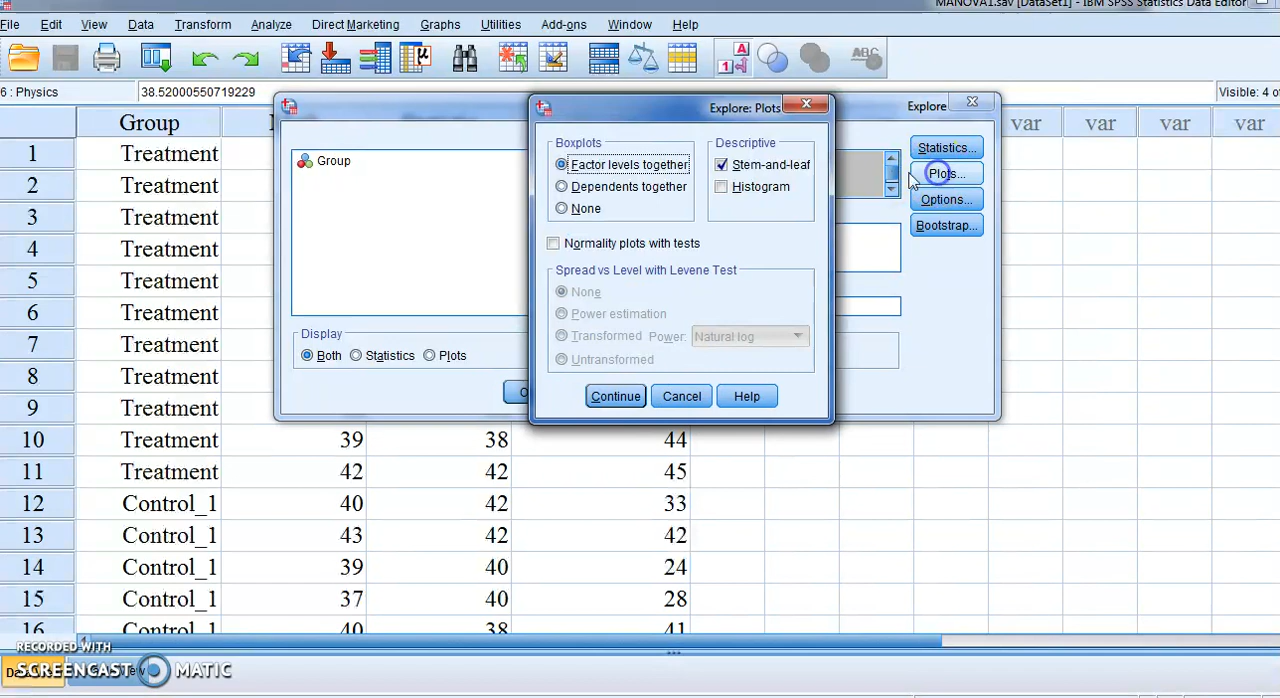 MANOVA1.sav [DataSet1] - IBM SPSS Statistics Data Editor
File Edit View Data Transform Analyze Direct Marketing Graphs Utilities Add-ons Window Help
6 : Physics 38.52000550719229 Visible: 4 of
Group var var var var
Explore
Explore: Plots
Group
Statistics...
Plots...
Options...
Bootstrap...
Boxplots
Factor levels together
Dependents together
None
Descriptive
Stem-and-leaf
Histogram
Normality plots with tests
Spread vs Level with Levene Test
None
Power estimation
Transformed Power: Natural log
Untransformed
Continue Cancel Help
Display
Both Statistics Plots
1 Treatment
2 Treatment
3 Treatment
4 Treatment
5 Treatment
6 Treatment
7 Treatment
8 Treatment
9 Treatment
10 Treatment 39 38 44
11 Treatment 42 42 45
12 Control_1 40 42 33
13 Control_1 43 42 42
14 Control_1 39 40 24
15 Control_1 37 40 28
16 Control_1 40 38 41
RECORDED WITH
SCREENCAST MATIC